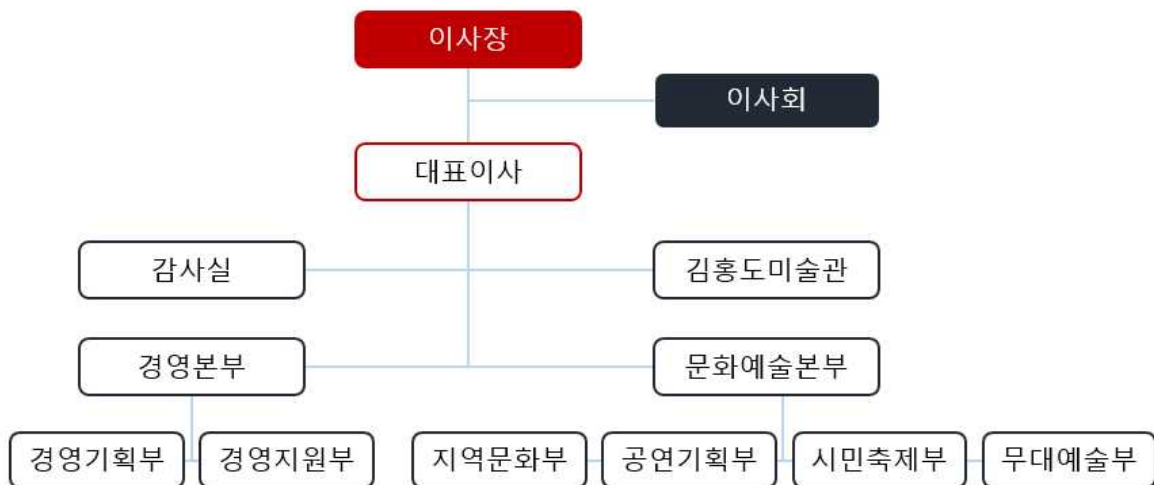 이사장
이사회
대표이사
감사실
김홍도미술관
경영본부
문화예술본부
경영기획부
경영지원부
지역문화부
공연기획부
시민축제부
무대예술부